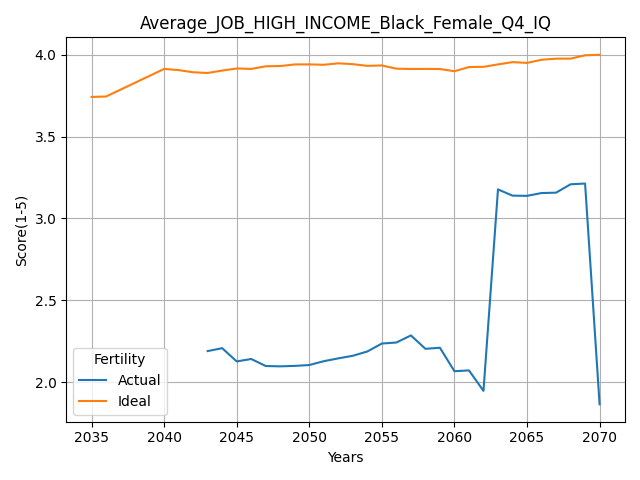 Average_JOB_HIGH_INCOME_Black_Female_Q4_IQ
Score(1-5)
4.0
3.5
3.0
2.5
2.0
Fertility
Actual
Ideal
2035 2040 2045 2050 2055 2060 2065 2070
Years